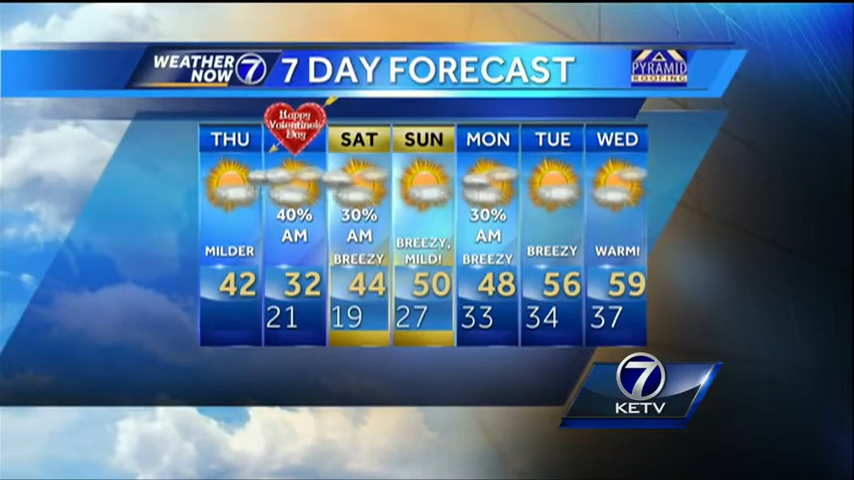 WEATHER NOW 7
7 DAY FORECAST
PYRAMID
ROOFING
Happy
Valentine's
Day
THU SAT SUN MON TUE WED
40% 30% 30%
AM AM AM
MILDER BREEZY BREEZY, MILD! BREEZY BREEZY WARM!
42 32 44 50 48 56 59
21 19 27 33 34 37
7
KETV